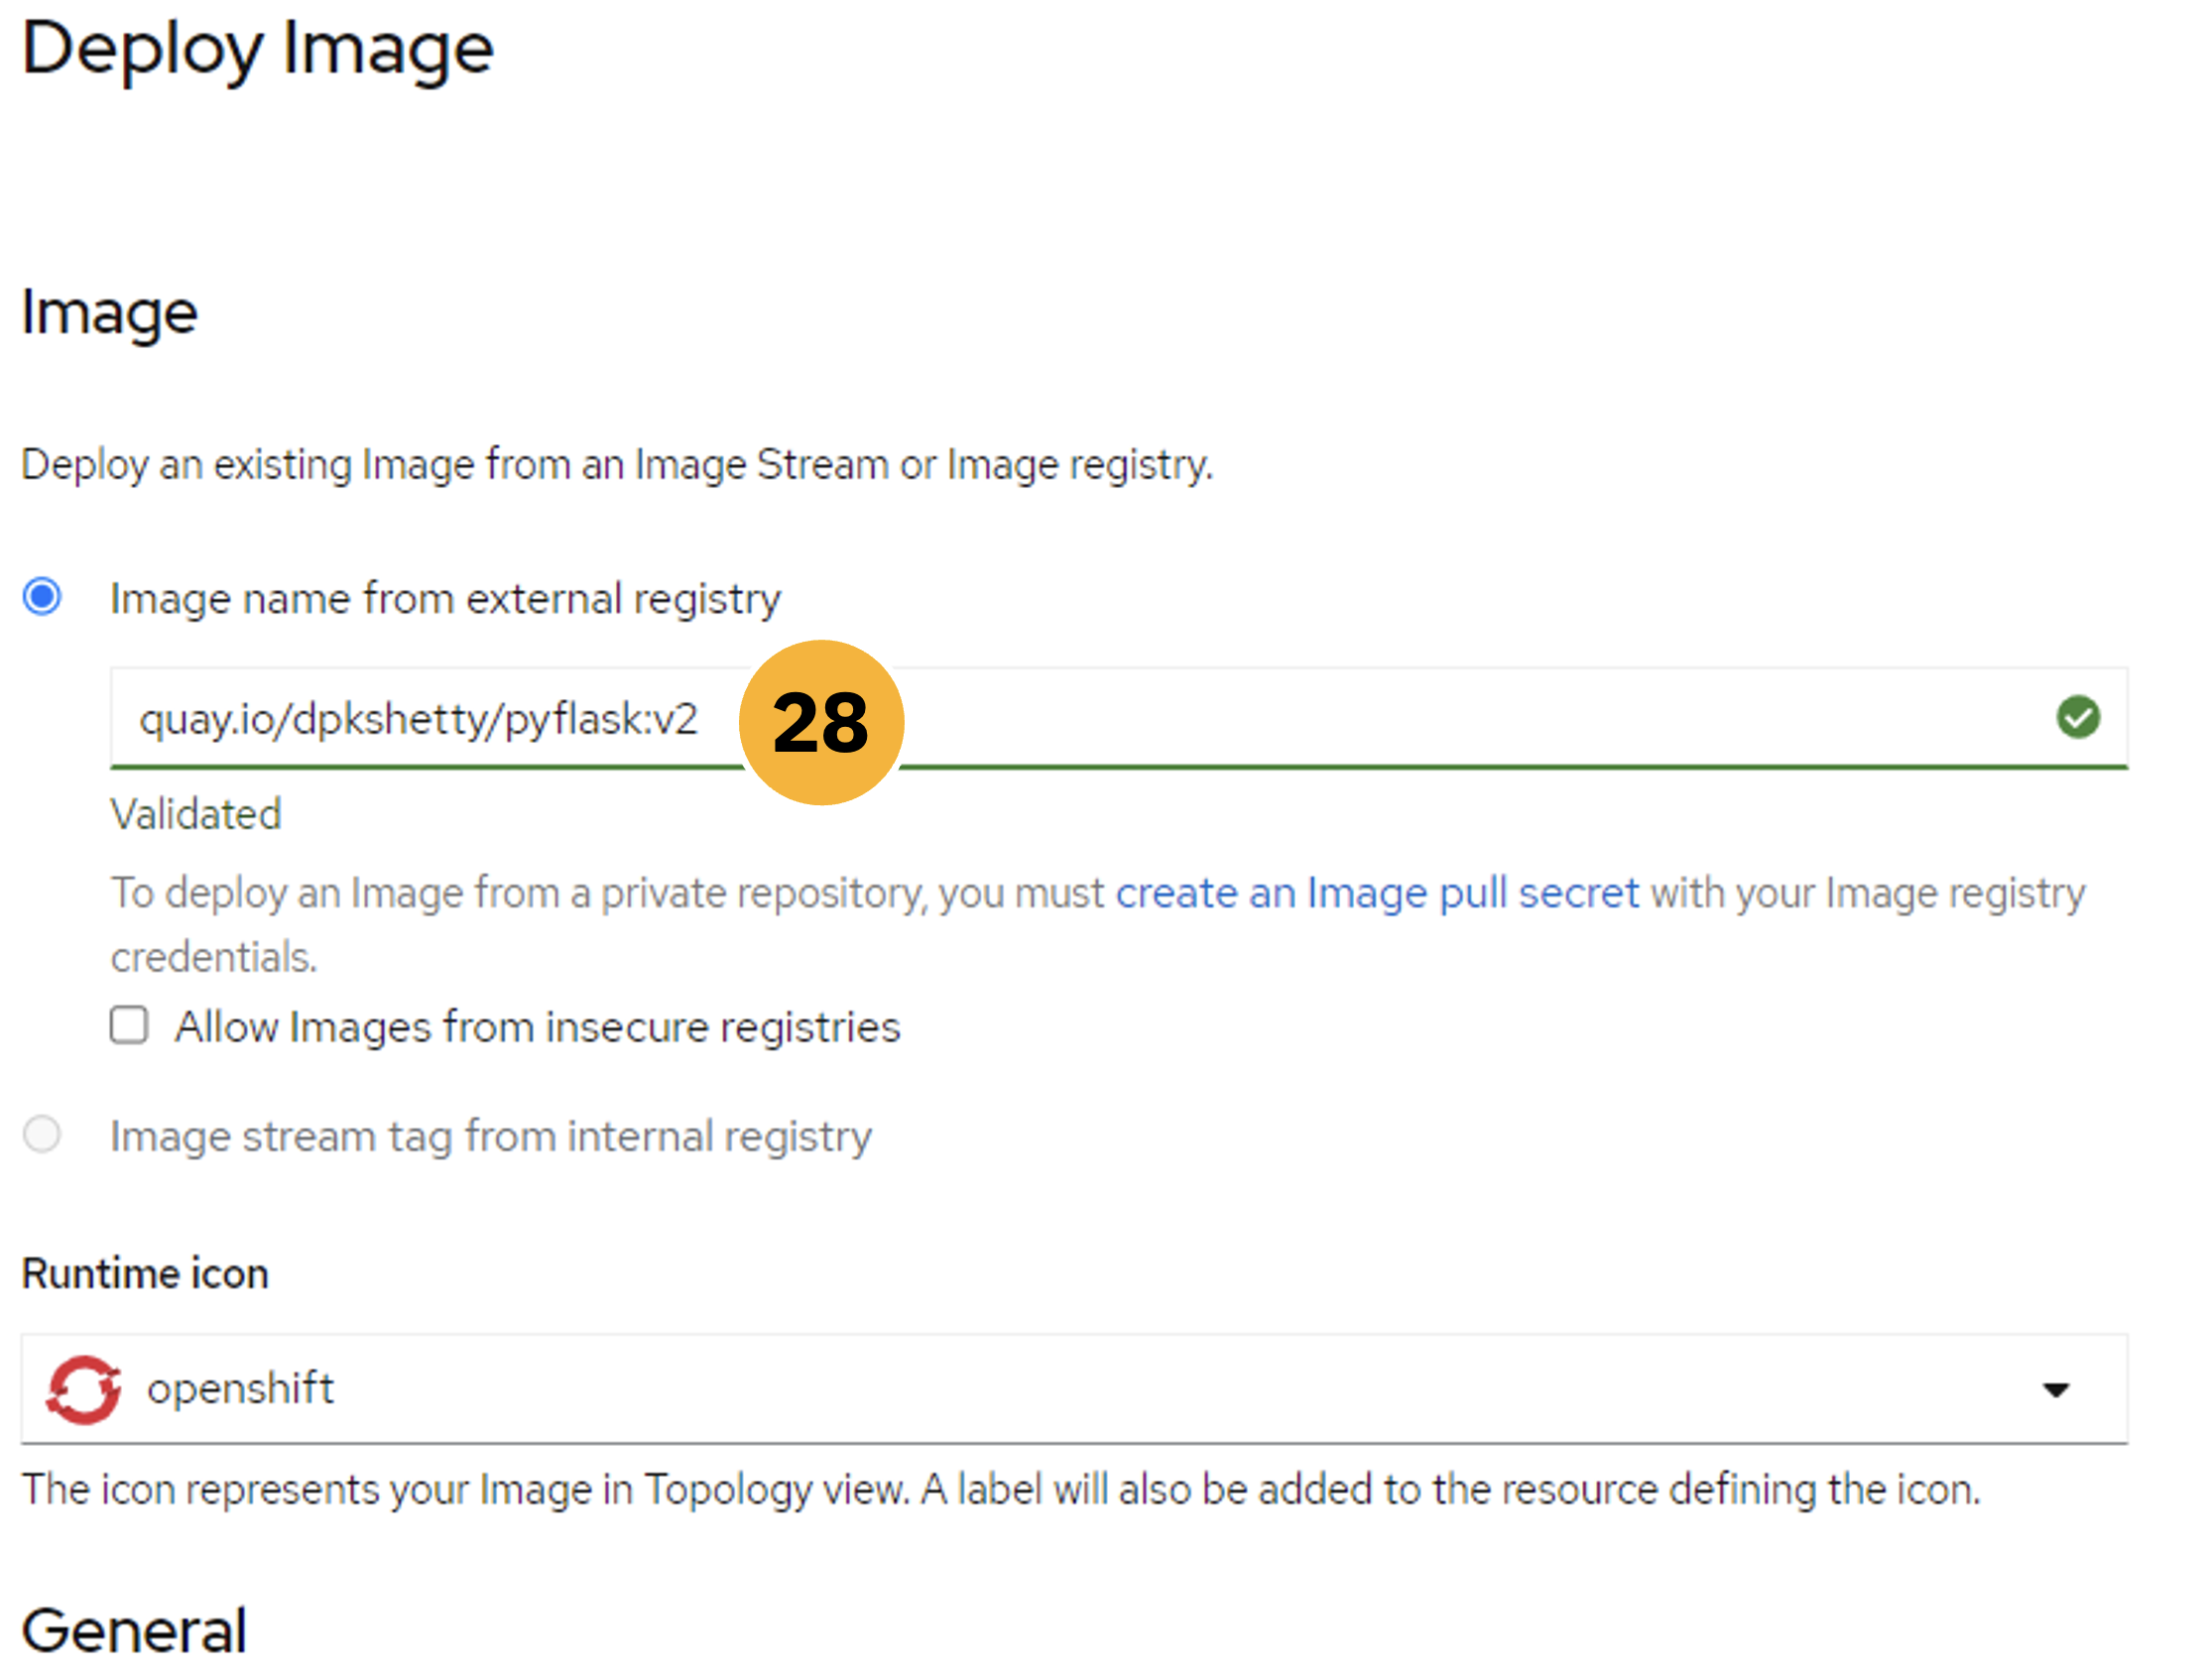 Deploy Image
Image
Deploy an existing Image from an Image Stream or Image registry.
Image name from external registry
quay.io/dpkshetty/pyflask:v2
28
Validated
To deploy an Image from a private repository, you must create an Image pull secret with your Image registry
credentials.
Allow Images from insecure registries
Image stream tag from internal registry
Runtime icon
openshift
The icon represents your Image in Topology view. A label will also be added to the resource defining the icon.
General